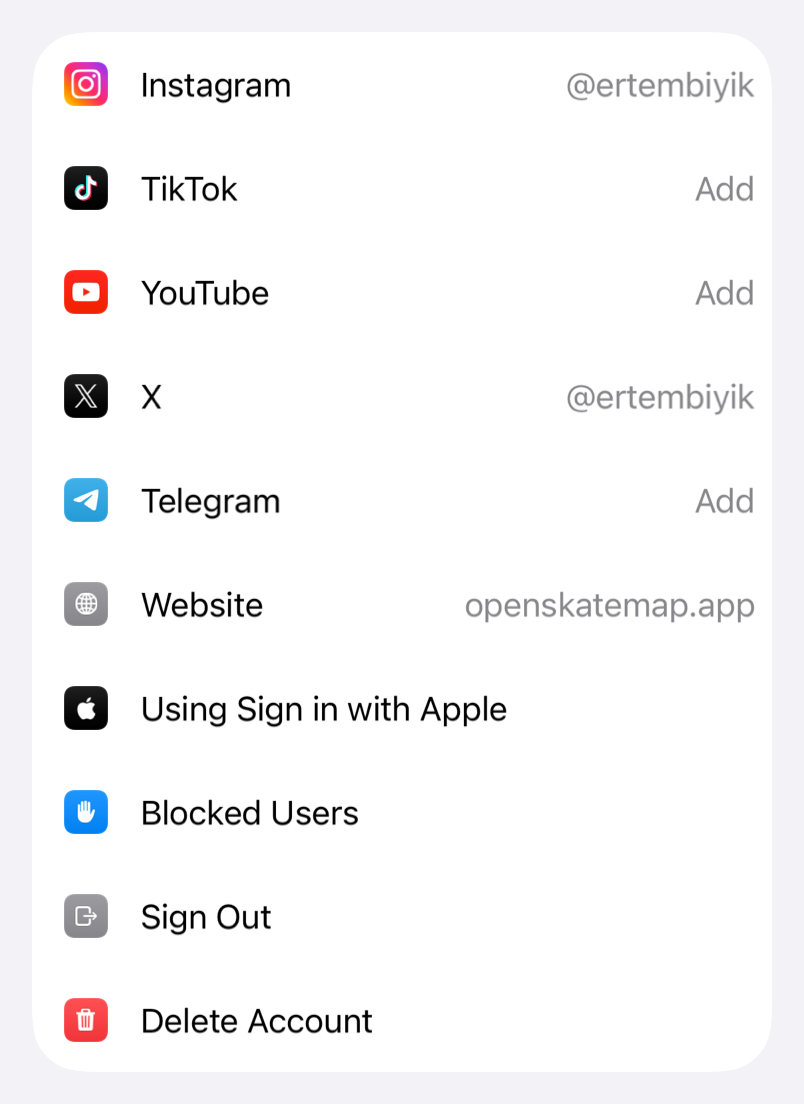 Instagram @ertembiyik
TikTok Add
YouTube Add
X @ertembiyik
Telegram Add
Website openskatemap.app
Using Sign in with Apple
Blocked Users
Sign Out
Delete Account